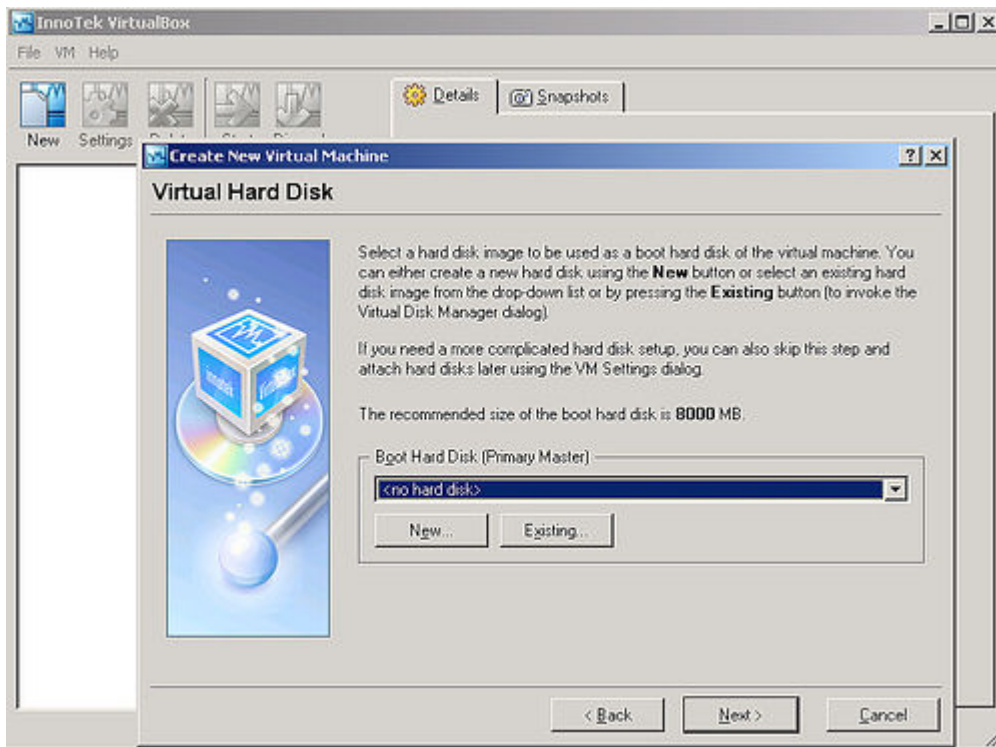 InnoTek VirtualBox
File VM Help
New Settings
Details
Snapshots
Create New Virtual Machine
Virtual Hard Disk
Select a hard disk image to be used as a boot hard disk of the virtual machine. You
can either create a new hard disk using the New button or select an existing hard
disk image from the drop-down list or by pressing the Existing button (to invoke the
Virtual Disk Manager dialog).
If you need a more complicated hard disk setup, you can also skip this step and
attach hard disks later using the VM Settings dialog.
The recommended size of the boot hard disk is 8000 MB.
innotek
Boot Hard Disk (Primary Master)
<no hard disk>
New...
Existing...
< Back
Next >
Cancel